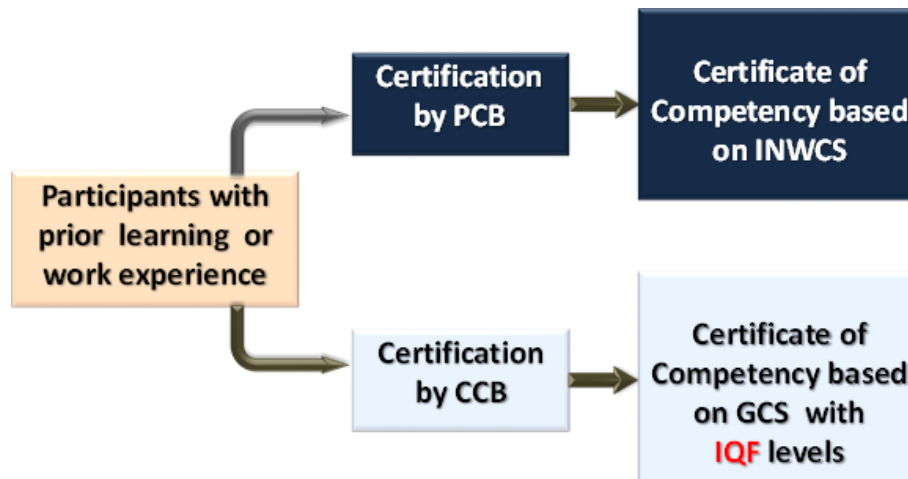 Participants with
prior learning or
work experience
Certification
by PCB
Certificate of
Competency based
on INWCS
Certification
by CCB
Certificate of
Competency based
on GCS with
IQF levels